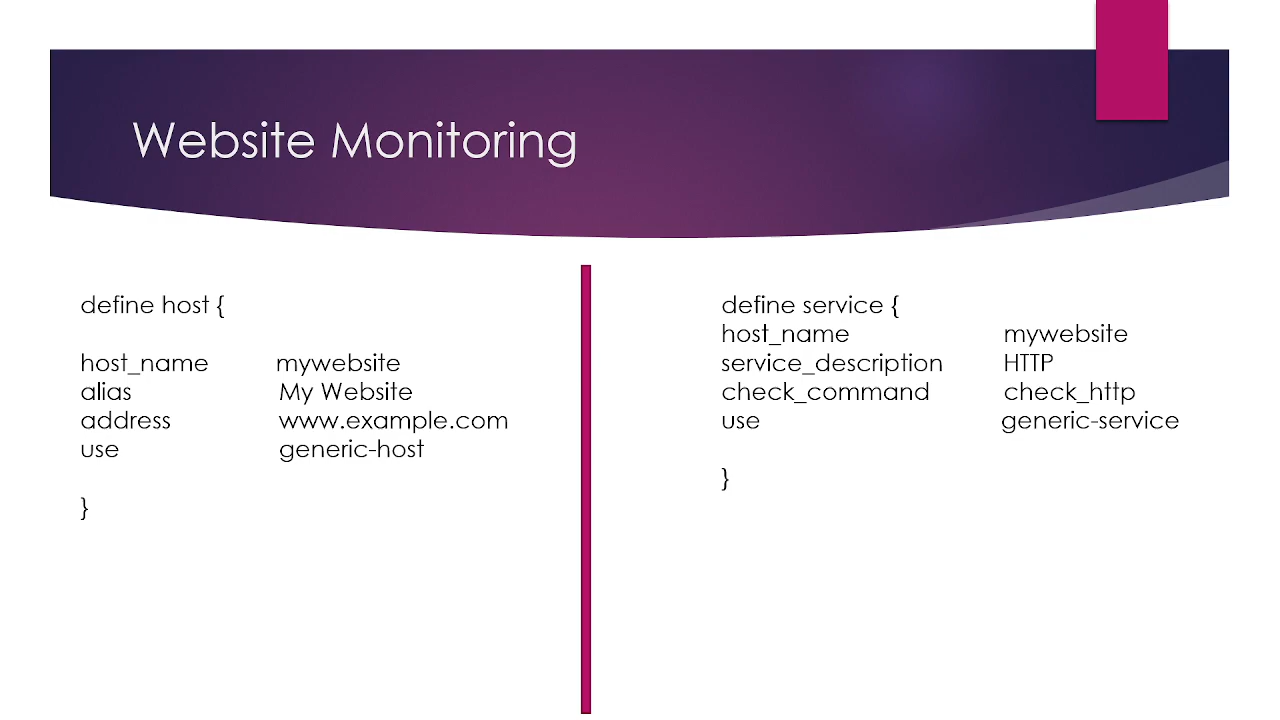 Website Monitoring
define host {
host_name mywebsite
alias My Website
address www.example.com
use generic-host
}
define service {
host_name mywebsite
service_description HTTP
check_command check_http
use generic-service
}